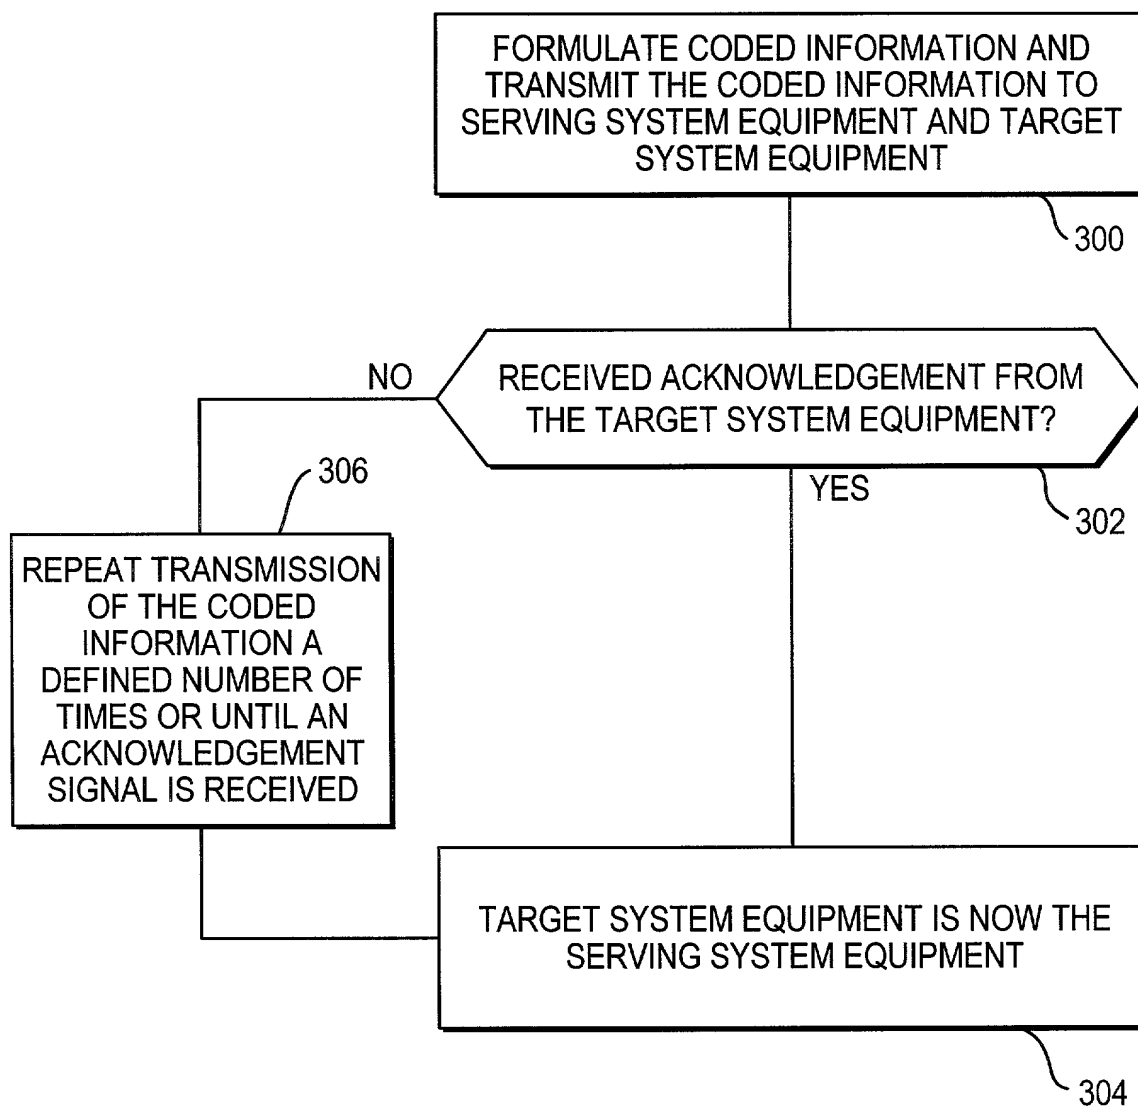 FORMULATE CODED INFORMATION AND
TRANSMIT THE CODED INFORMATION TO
SERVING SYSTEM EQUIPMENT AND TARGET
SYSTEM EQUIPMENT
300
NO
RECEIVED ACKNOWLEDGEMENT FROM
THE TARGET SYSTEM EQUIPMENT?
306
YES
302
REPEAT TRANSMISSION
OF THE CODED
INFORMATION A
DEFINED NUMBER OF
TIMES OR UNTIL AN
ACKNOWLEDGEMENT
SIGNAL IS RECEIVED
TARGET SYSTEM EQUIPMENT IS NOW THE
SERVING SYSTEM EQUIPMENT
304